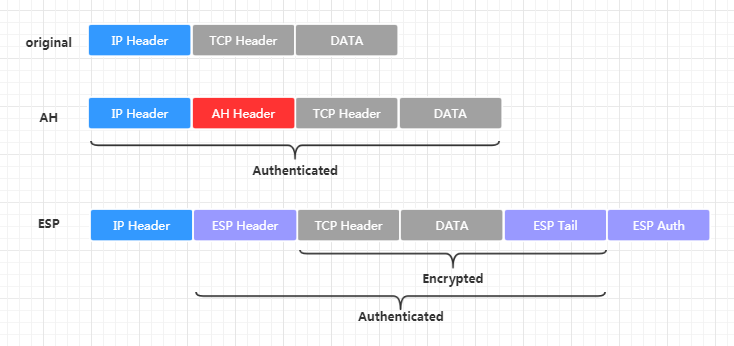 original IP Header TCP Header DATA
AH IP Header AH Header TCP Header DATA
Authenticated
ESP IP Header ESP Header TCP Header DATA ESP Tail ESP Auth
Encrypted
Authenticated